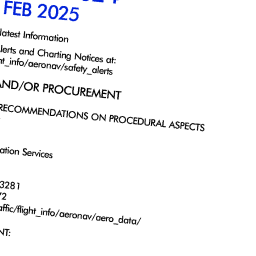 FEB 2025
latest Information
lerts and Charting Notices at:
ht_info/aeronav/safety_alerts
AND/OR PROCUREMENT
RECOMMENDATIONS ON PROCEDURAL ASPECTS
ation Services
3281
72
affic/flight_info/aeronav/aero_data/
NT: